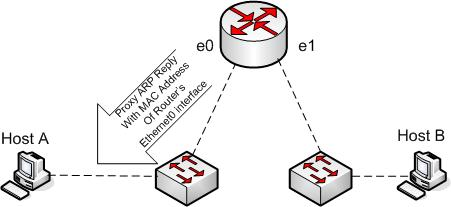 e0
e1
Proxy ARP Reply
With MAC Address
Of Router's
Ethernet0 interface
Host A
Host B